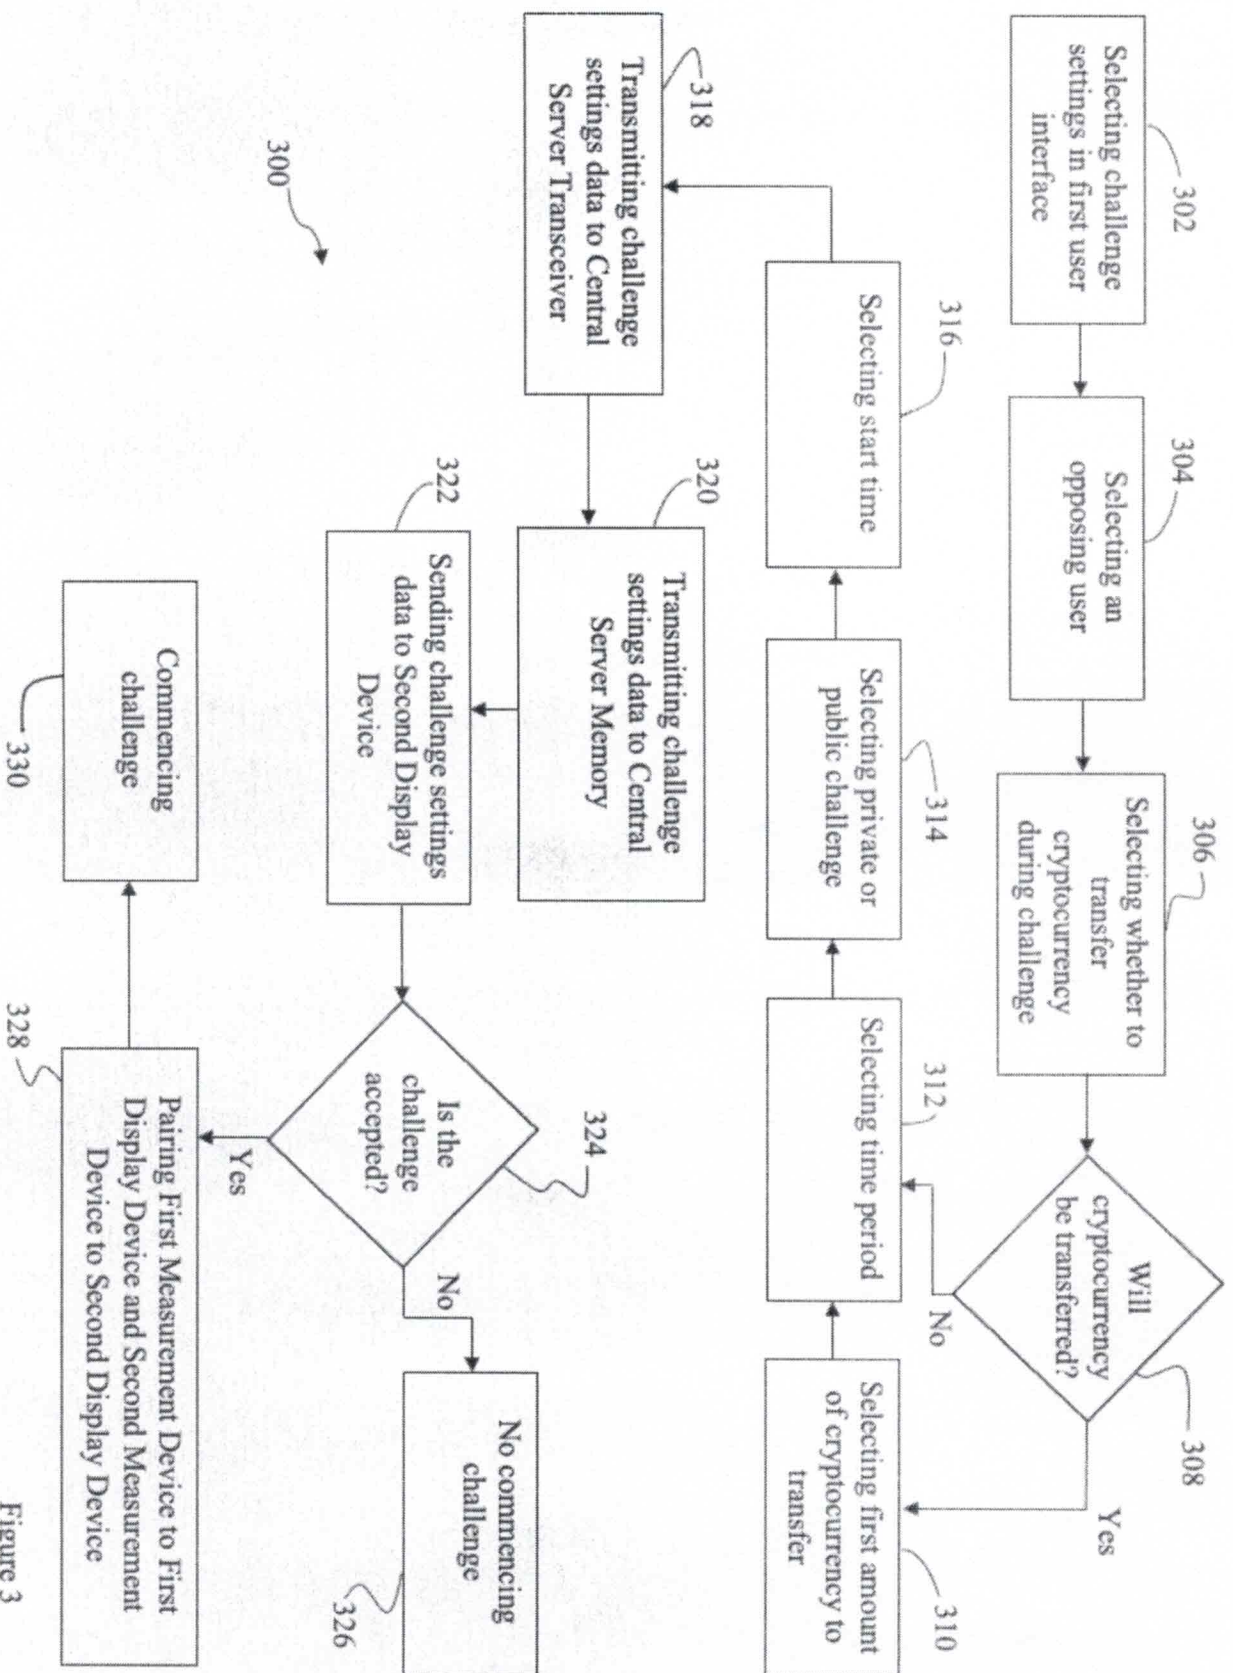 302
Selecting challenge
settings in first user
interface
304
Selecting an
opposing user
306
Selecting whether to
transfer
cryptocurrency
during challenge
308
Will
cryptocurrency
be transferred?
Yes
No
310
Selecting first amount
of cryptocurrency to
transfer
312
Selecting time period
314
Selecting private or
public challenge
316
Selecting start time
318
Transmitting challenge
settings data to Central
Server Transceiver
320
Transmitting challenge
settings data to Central
Server Memory
322
Sending challenge settings
data to Second Display
Device
324
Is the
challenge
accepted?
No
Yes
326
No commencing
challenge
328
Pairing First Measurement Device to First
Display Device and Second Measurement
Device to Second Display Device
330
Commencing
challenge
300
Figure 3